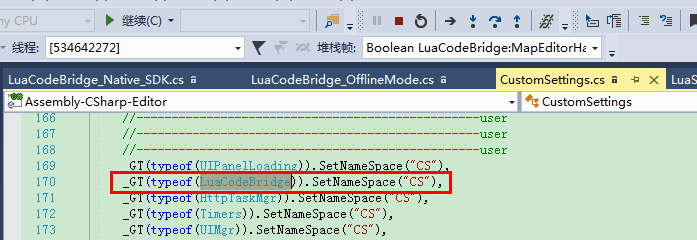 ny CPU
继续(C)
线程: [534642272]
堆栈帧: Boolean LuaCodeBridge:MapEditorHa
LuaCodeBridge_Native_SDK.cs
LuaCodeBridge_OfflineMode.cs
CustomSettings.cs
LuaS
Assembly-CSharp-Editor
CustomSettings
166 //------------------------------------------------user
167 //------------------------------------------------user
168 //------------------------------------------------user
169 _GT(typeof(UIPanelLoading)).SetNameSpace("CS"),
170 _GT(typeof(LuaCodeBridge)).SetNameSpace("CS"),
171 _GT(typeof(HttpTaskMgr)).SetNameSpace("CS"),
172 _GT(typeof(Timers)).SetNameSpace("CS"),
173 _GT(typeof(UIMgr)).SetNameSpace("CS"),